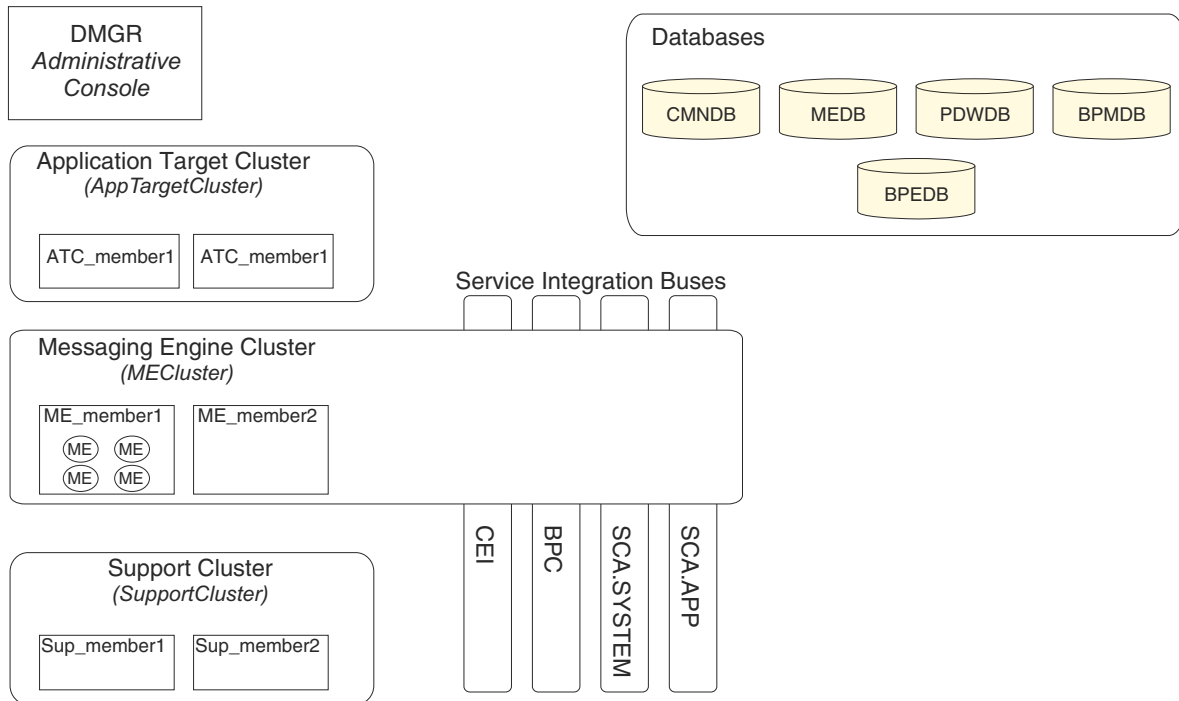 DMGR
Administrative
Console
Databases
CMNDB
MEDB
PDWDB
BPMDB
BPEDB
Application Target Cluster
(AppTargetCluster)
ATC_member1
ATC_member1
Service Integration Buses
Messaging Engine Cluster
(MECluster)
ME_member1
ME_member2
ME
ME
ME
ME
CEI
BPC
SCA.SYSTEM
SCA.APP
Support Cluster
(SupportCluster)
Sup_member1
Sup_member2